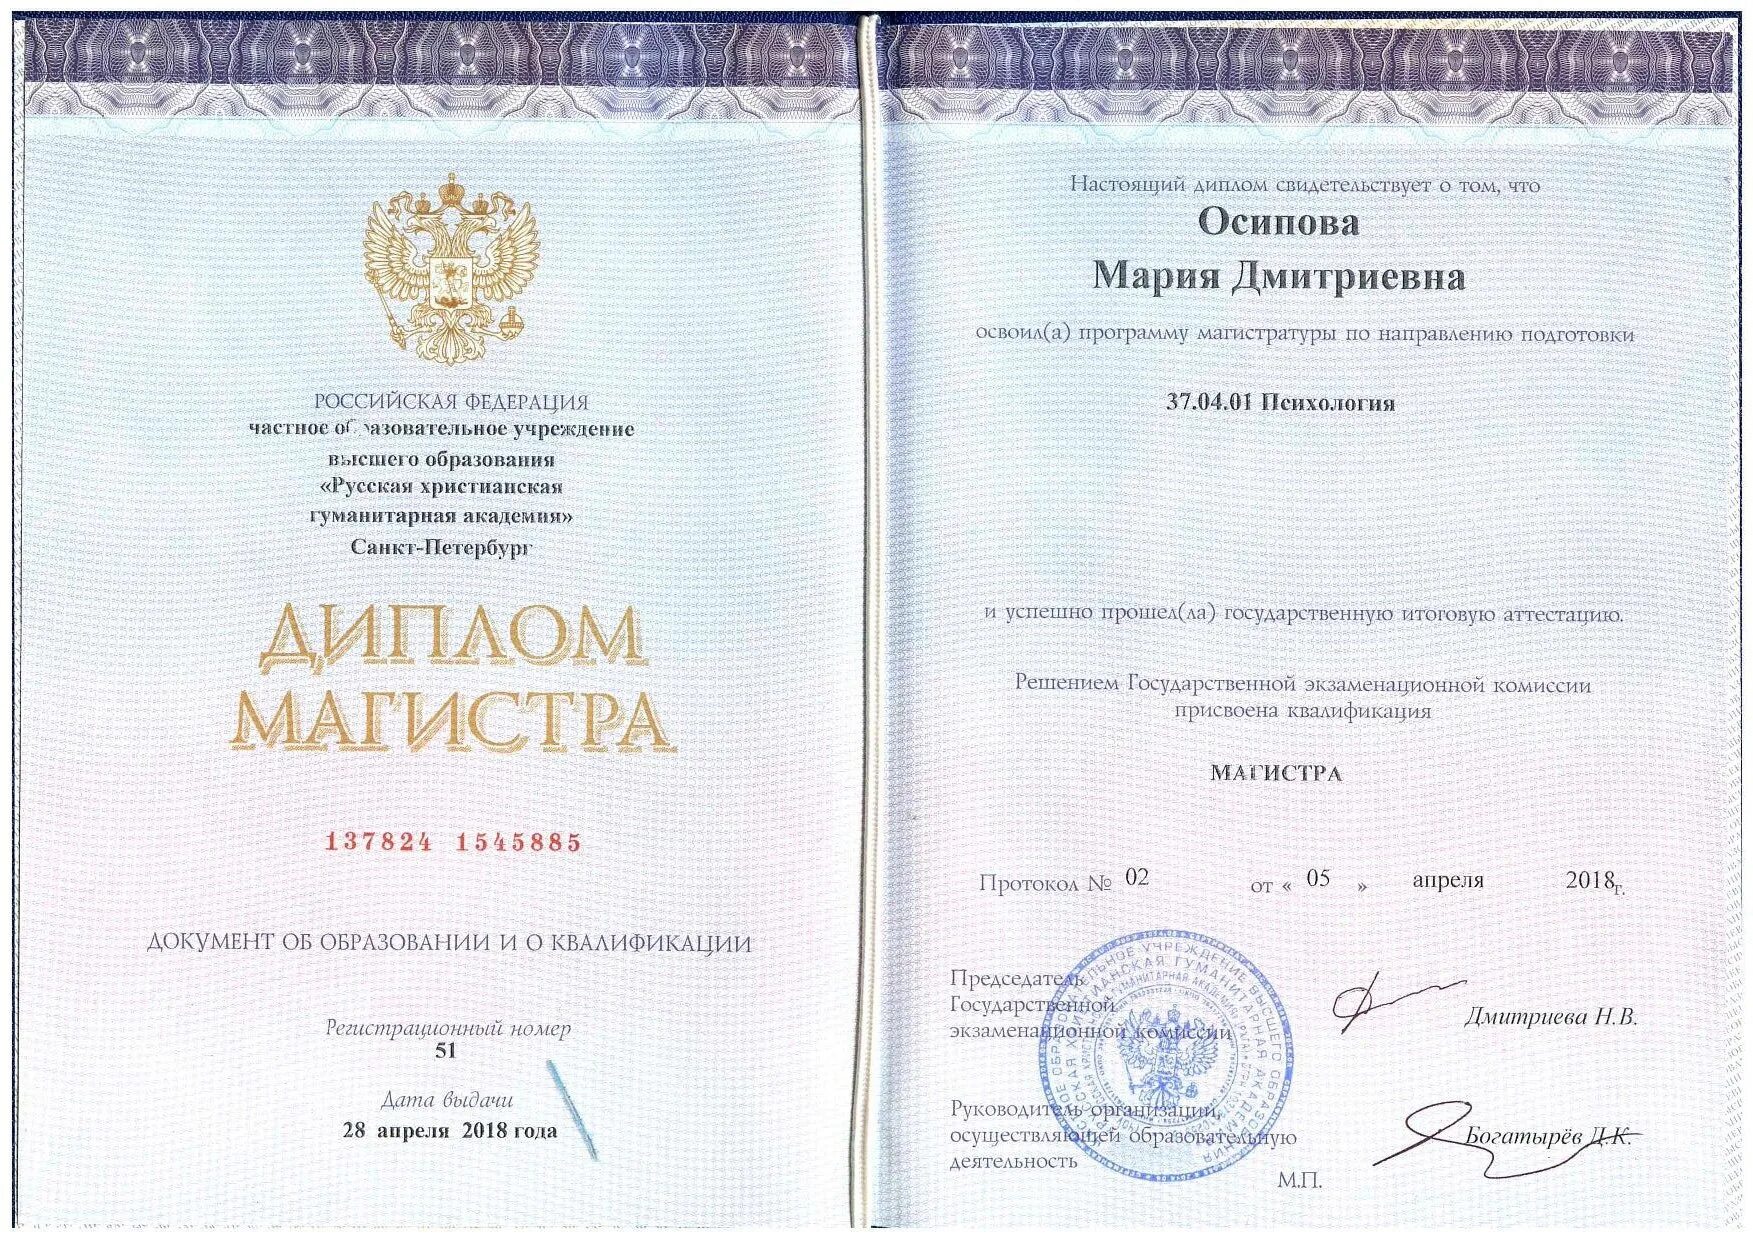 РОССИЙСКАЯ ФЕДЕРАЦИЯ
частное образовательное учреждение
высшего образования
«Русская христианская
гуманитарная академия»
Санкт-Петербург
ДИПЛОМ
МАГИСТРА
137824 1545885
ДОКУМЕНТ ОБ ОБРАЗОВАНИИ И О КВАЛИФИКАЦИИ
Регистрационный номер
51
Дата выдачи
28 апреля 2018 года
Настоящий диплом свидетельствует о том, что
Осипова
Мария Дмитриевна
освоил(а) программу магистратуры по направлению подготовки
37.04.01 Психология
и успешно прошел(ла) государственную итоговую аттестацию.
Решением Государственной экзаменационной комиссии
присвоена квалификация
МАГИСТРА
Протокол № 02 от « 05 » апреля 2018г.
Председатель
Государственной
экзаменационной комиссии
Дмитриева Н.В.
Руководитель организации,
осуществляющей образовательную
деятельность
Богатырёв Д.К.
М.П.